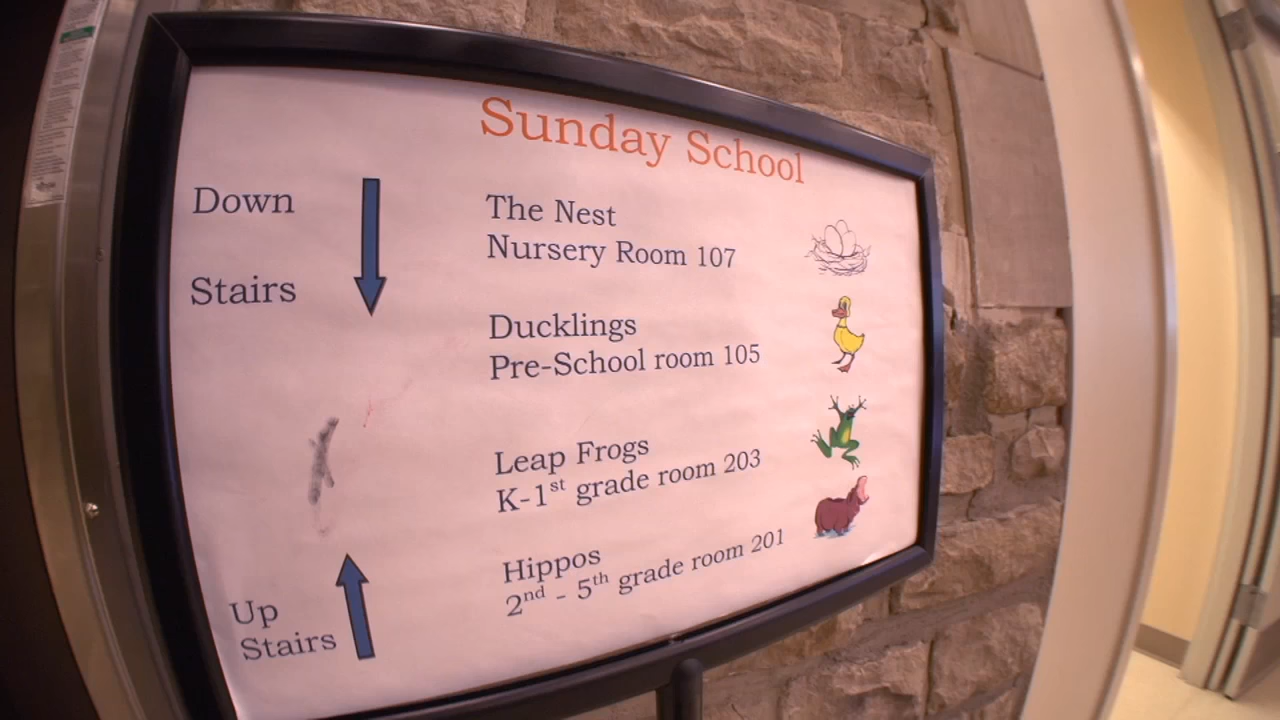 Sunday School
Down
Stairs
The Nest
Nursery Room 107
Ducklings
Pre-School room 105
Leap Frogs
K-1st grade room 203
Hippos
2nd - 5th grade room 201
Up
Stairs